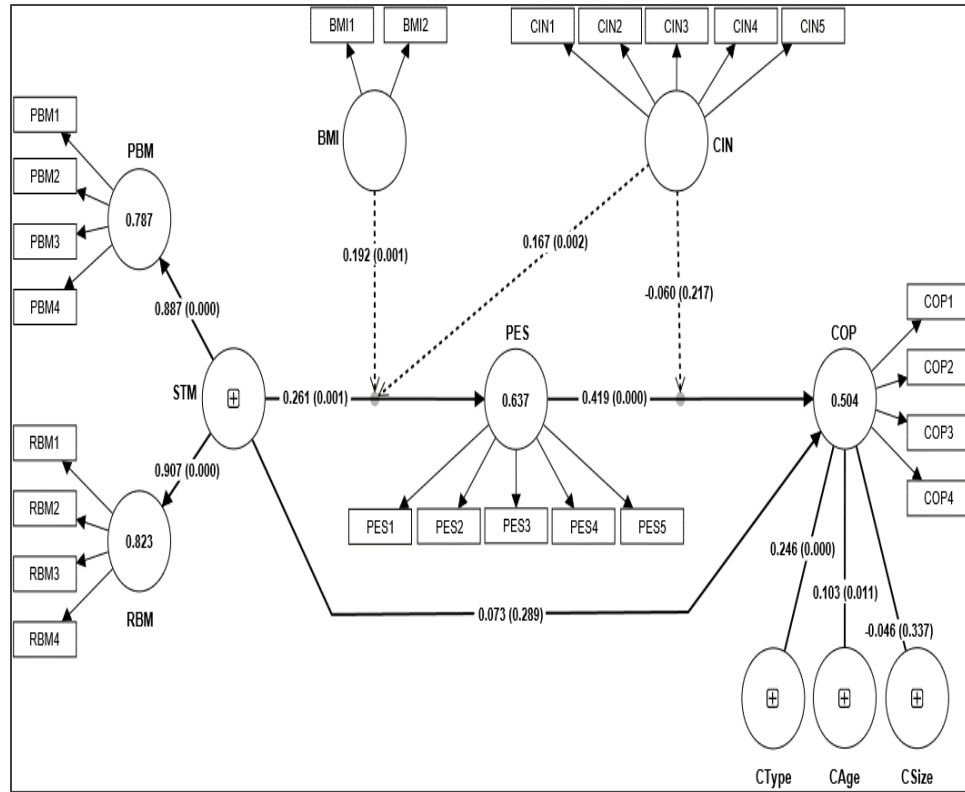 BMI1 BMI2 CIN1 CIN2 CIN3 CIN4 CIN5
PBM1
PBM2
PBM3
PBM4
PBM
0.787
BMI
CIN
0.192 (0.001)
0.167 (0.002)
-0.060 (0.217)
0.887 (0.000)
STM
0.261 (0.001)
PES
0.637
0.419 (0.000)
COP
0.504
COP1
COP2
COP3
COP4
0.907 (0.000)
RBM1
RBM2
RBM3
RBM4
0.823
RBM
PES1 PES2 PES3 PES4 PES5
0.073 (0.289)
0.246 (0.000)
0.103 (0.011)
-0.046 (0.337)
CType CAge CSize